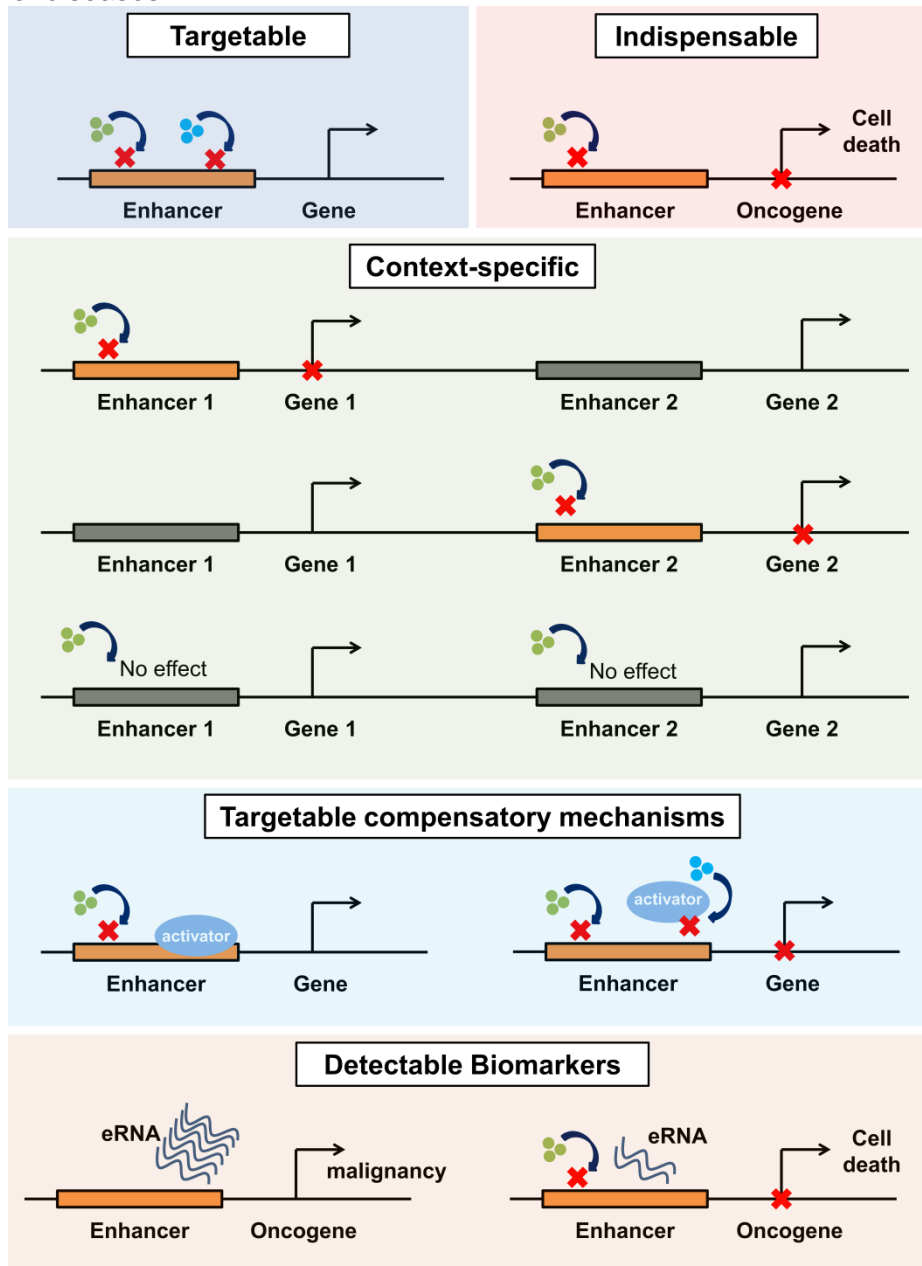 Targetable
Enhancer Gene
Indispensable
Cell
death
Enhancer Oncogene
Context-specific
Enhancer 1 Gene 1 Enhancer 2 Gene 2
Enhancer 1 Gene 1 Enhancer 2 Gene 2
No effect No effect
Enhancer 1 Gene 1 Enhancer 2 Gene 2
Targetable compensatory mechanisms
activator
Enhancer Gene
activator
Enhancer Gene
Detectable Biomarkers
eRNA
malignancy
Enhancer Oncogene
eRNA
Cell
death
Enhancer Oncogene